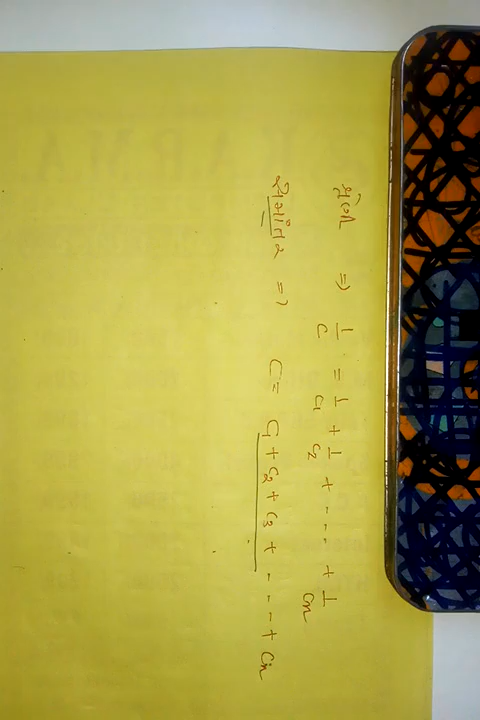 શ્રેણી ⇒ 1/C = 1/C1 + 1/C2 + - - - + 1/Cn
સમાંતર ⇒ C = C1 + C2 + C3 + - - - + Cn